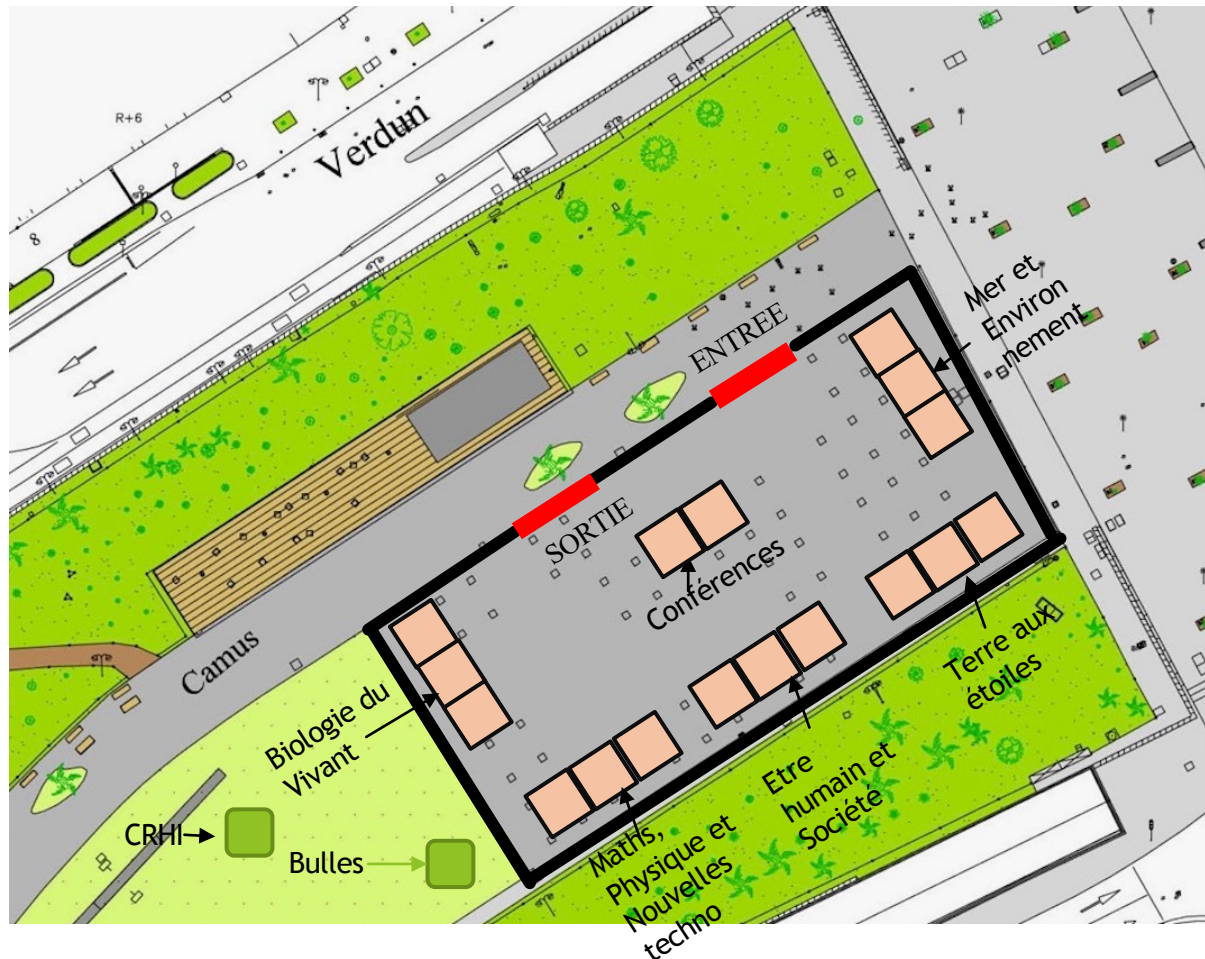 R+6
Verdun
8
ENTREE
Mer et
Environ
nement
SORTIE
Conférences
Camus
Terre aux
étoiles
Biologie du
Vivant
Etre
humain et
Société
CRHI
Bulles
Maths,
Physique et
Nouvelles
techno